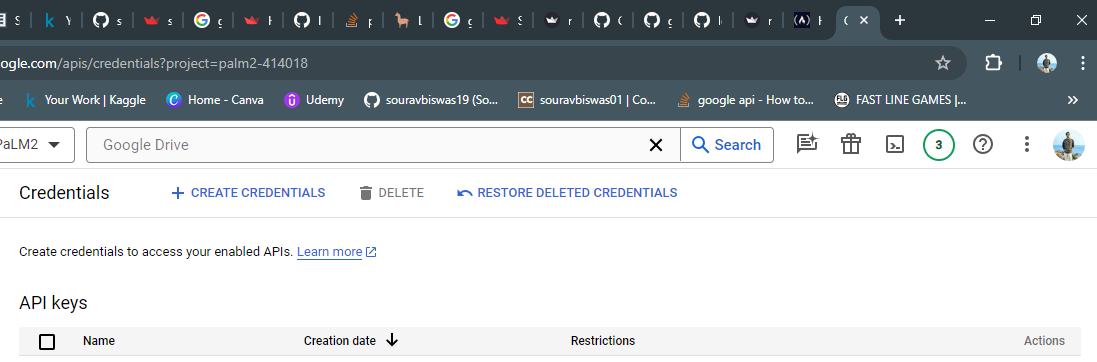 S
Y
s
s
g
H
p
L
g
S
r
C
g
r
ogle.com/apis/credentials?project=palm2-414018
e
Your Work | Kaggle
Home - Canva
Udemy
souravbiswas19 (So...
CC
souravbiswas01 | Co...
google api - How to...
FAST LINE GAMES |...
»
PaLM2
Google Drive
Search
3
Credentials
CREATE CREDENTIALS
DELETE
RESTORE DELETED CREDENTIALS
Create credentials to access your enabled APIs. Learn more
API keys
Name Creation date Restrictions Actions